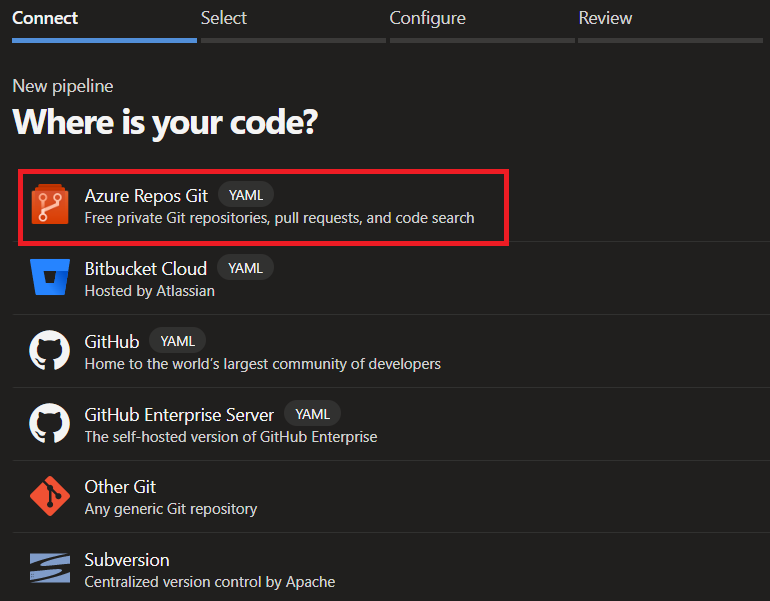 Connect Select Configure Review
New pipeline
Where is your code?
Azure Repos Git YAML
Free private Git repositories, pull requests, and code search
Bitbucket Cloud YAML
Hosted by Atlassian
GitHub YAML
Home to the world's largest community of developers
GitHub Enterprise Server YAML
The self-hosted version of GitHub Enterprise
Other Git
Any generic Git repository
Subversion
Centralized version control by Apache